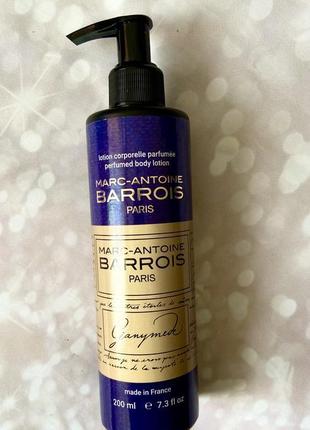 lotion corporelle parfumée
perfumed body lotion
MARC-ANTOINE
BARROIS
PARIS
MARC-ANTOINE
BARROIS
PARIS
Ganymede
made in France
200 ml e 7.3 fl oz